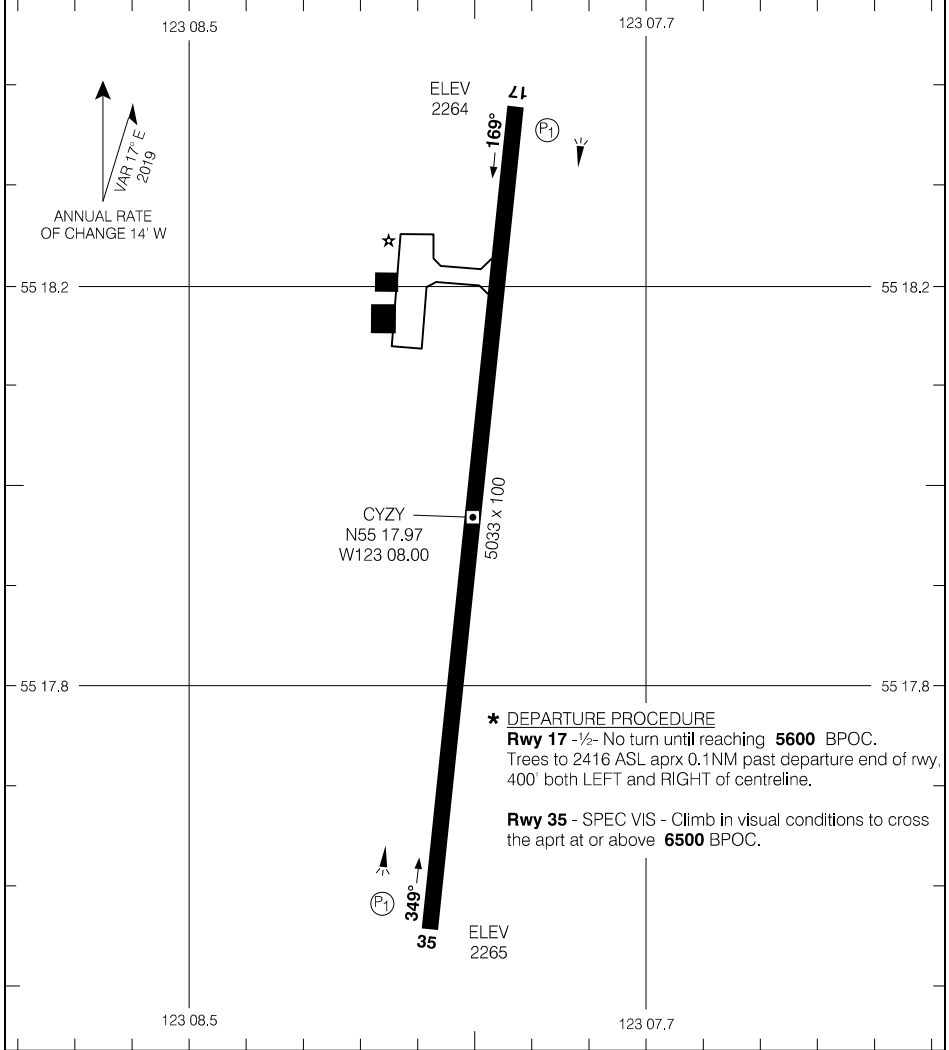 123 08.5
123 07.7
ELEV
2264
17
169°
P1
VAR 17° E
2019
ANNUAL RATE
OF CHANGE 14' W
55 18.2
55 18.2
CYZY
N55 17.97
W123 08.00
5033 x 100
55 17.8
55 17.8
* DEPARTURE PROCEDURE
Rwy 17 -½- No turn until reaching 5600 BPOC.
Trees to 2416 ASL aprx 0.1NM past departure end of rwy,
400' both LEFT and RIGHT of centreline.
Rwy 35 - SPEC VIS - Climb in visual conditions to cross
the aprt at or above 6500 BPOC.
P1
349°
35
ELEV
2265
123 08.5
123 07.7